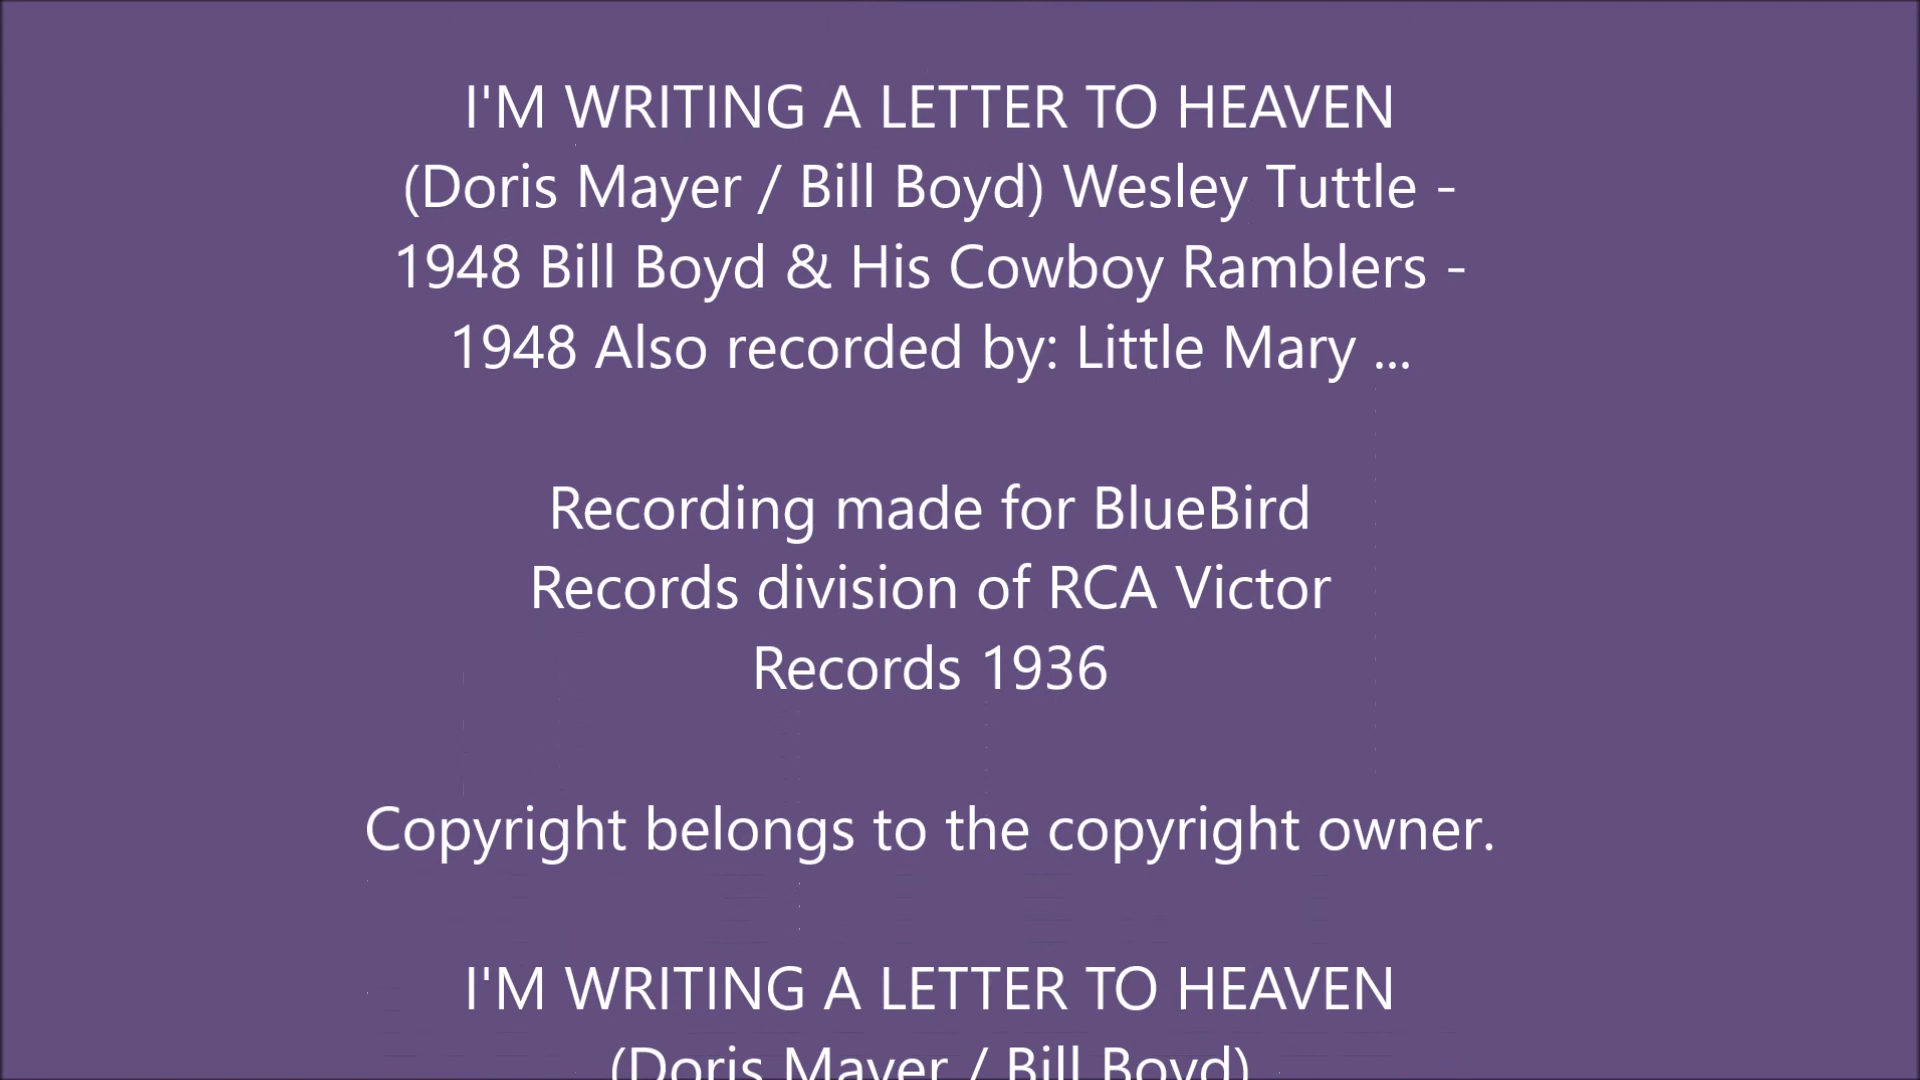 I'M WRITING A LETTER TO HEAVEN
(Doris Mayer / Bill Boyd) Wesley Tuttle -
1948 Bill Boyd & His Cowboy Ramblers -
1948 Also recorded by: Little Mary ...
Recording made for BlueBird
Records division of RCA Victor
Records 1936
Copyright belongs to the copyright owner.
I'M WRITING A LETTER TO HEAVEN
(Doris Mayer / Bill Boyd)